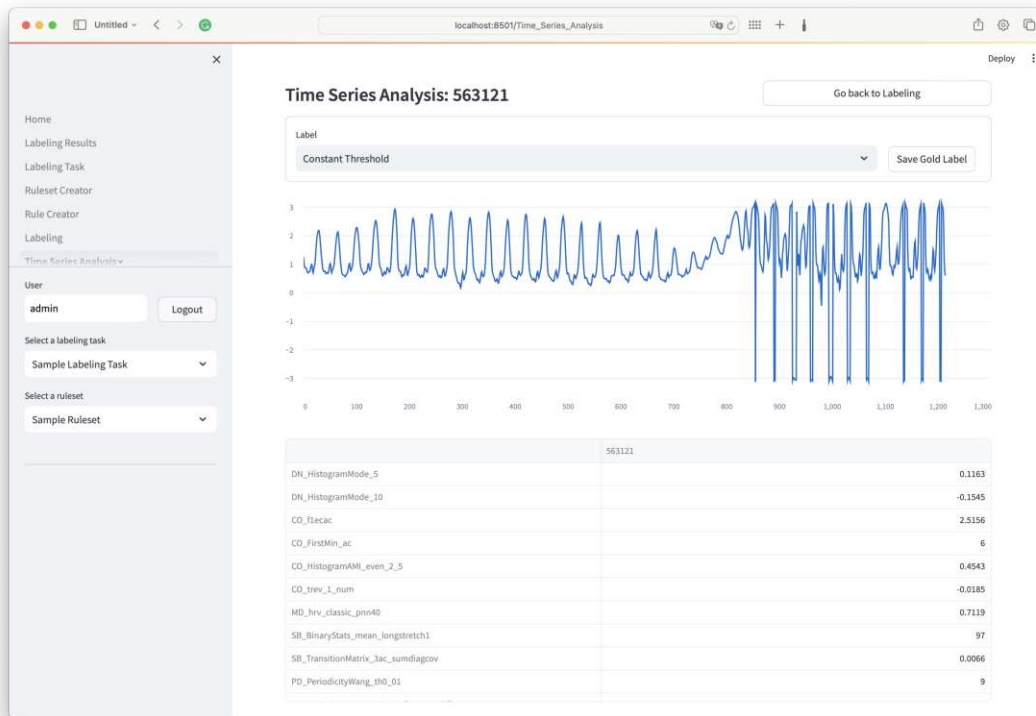 Untitled
localhost:8501/Time_Series_Analysis
Deploy
Home
Labeling Results
Labeling Task
Ruleset Creator
Rule Creator
Labeling
Time Series Analysis
User
admin
Logout
Select a labeling task
Sample Labeling Task
Select a ruleset
Sample Ruleset
Time Series Analysis: 563121
Go back to Labeling
Label
Constant Threshold
Save Gold Label
3
2
1
0
−1
−2
−3
0 100 200 300 400 500 600 700 800 900 1,000 1,100 1,200 1,300
563121
DN_HistogramMode_5 0.1163
DN_HistogramMode_10 -0.1545
CO_f1ecac 2.5156
CO_FirstMin_ac 6
CO_HistogramAMI_even_2_5 0.4543
CO_trev_1_num -0.0185
MD_hrv_classic_pnn40 0.7119
SB_BinaryStats_mean_longstretch1 97
SB_TransitionMatrix_3ac_sumdiagcov 0.0066
PD_PeriodicityWang_th0_01 9